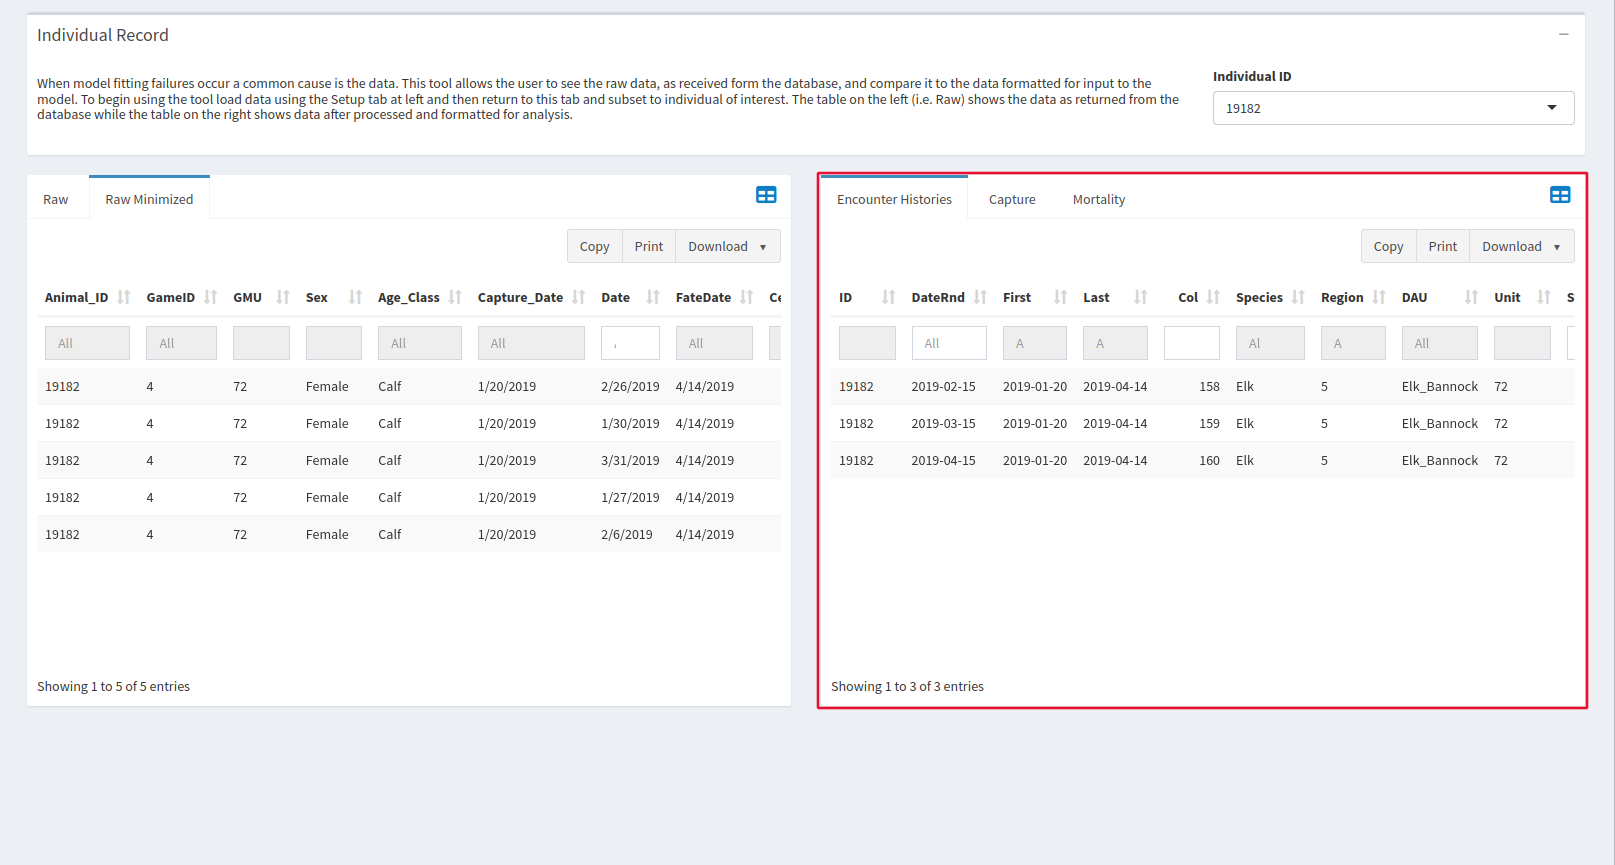 Individual Record
When model fitting failures occur a common cause is the data. This tool allows the user to see the raw data, as received form the database, and compare it to the data formatted for input to the
model. To begin using the tool load data using the Setup tab at left and then return to this tab and subset to individual of interest. The table on the left (i.e. Raw) shows the data as returned from the
database while the table on the right shows data after processed and formatted for analysis.
Individual ID
19182
Raw Raw Minimized
Copy Print Download
Animal_ID GameID GMU Sex Age_Class Capture_Date Date FateDate Ce
All All All All All
19182 4 72 Female Calf 1/20/2019 2/26/2019 4/14/2019
19182 4 72 Female Calf 1/20/2019 1/30/2019 4/14/2019
19182 4 72 Female Calf 1/20/2019 3/31/2019 4/14/2019
19182 4 72 Female Calf 1/20/2019 1/27/2019 4/14/2019
19182 4 72 Female Calf 1/20/2019 2/6/2019 4/14/2019
Showing 1 to 5 of 5 entries
Encounter Histories Capture Mortality
Copy Print Download
ID DateRnd First Last Col Species Region DAU Unit S
All A A Al A All
19182 2019-02-15 2019-01-20 2019-04-14 158 Elk 5 Elk_Bannock 72
19182 2019-03-15 2019-01-20 2019-04-14 159 Elk 5 Elk_Bannock 72
19182 2019-04-15 2019-01-20 2019-04-14 160 Elk 5 Elk_Bannock 72
Showing 1 to 3 of 3 entries